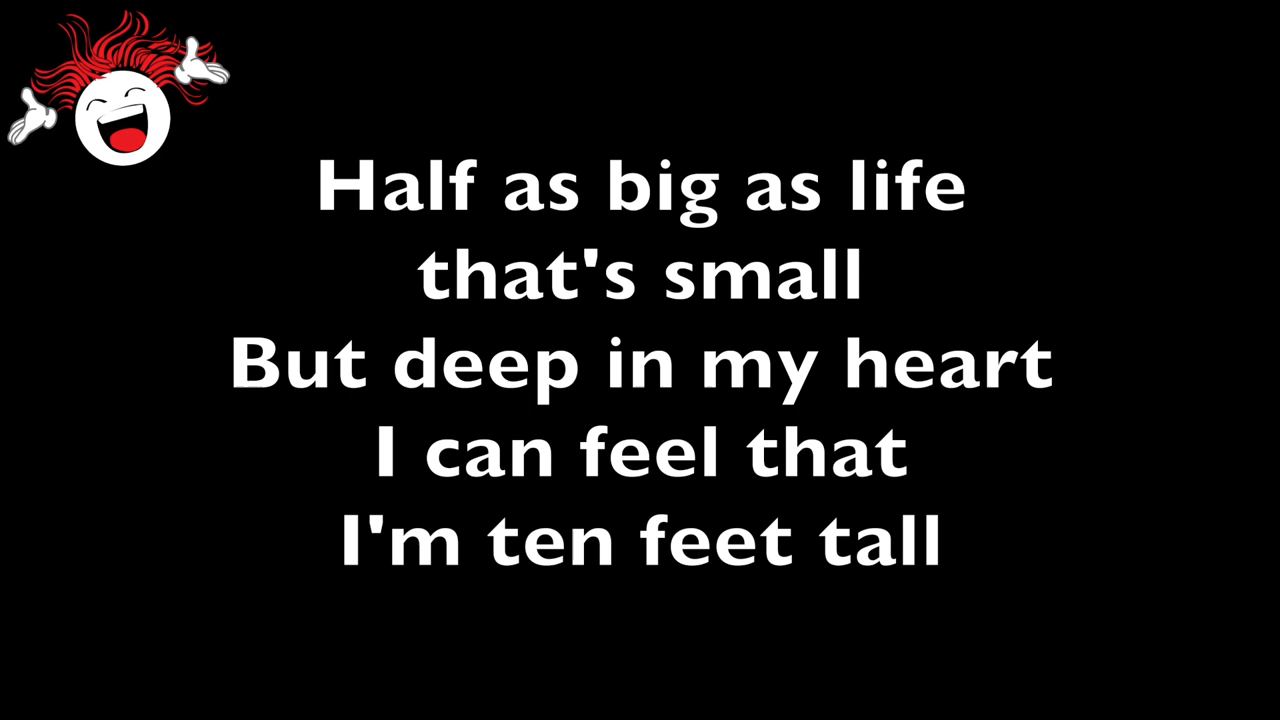 Half as big as life
that's small
But deep in my heart
I can feel that
I'm ten feet tall